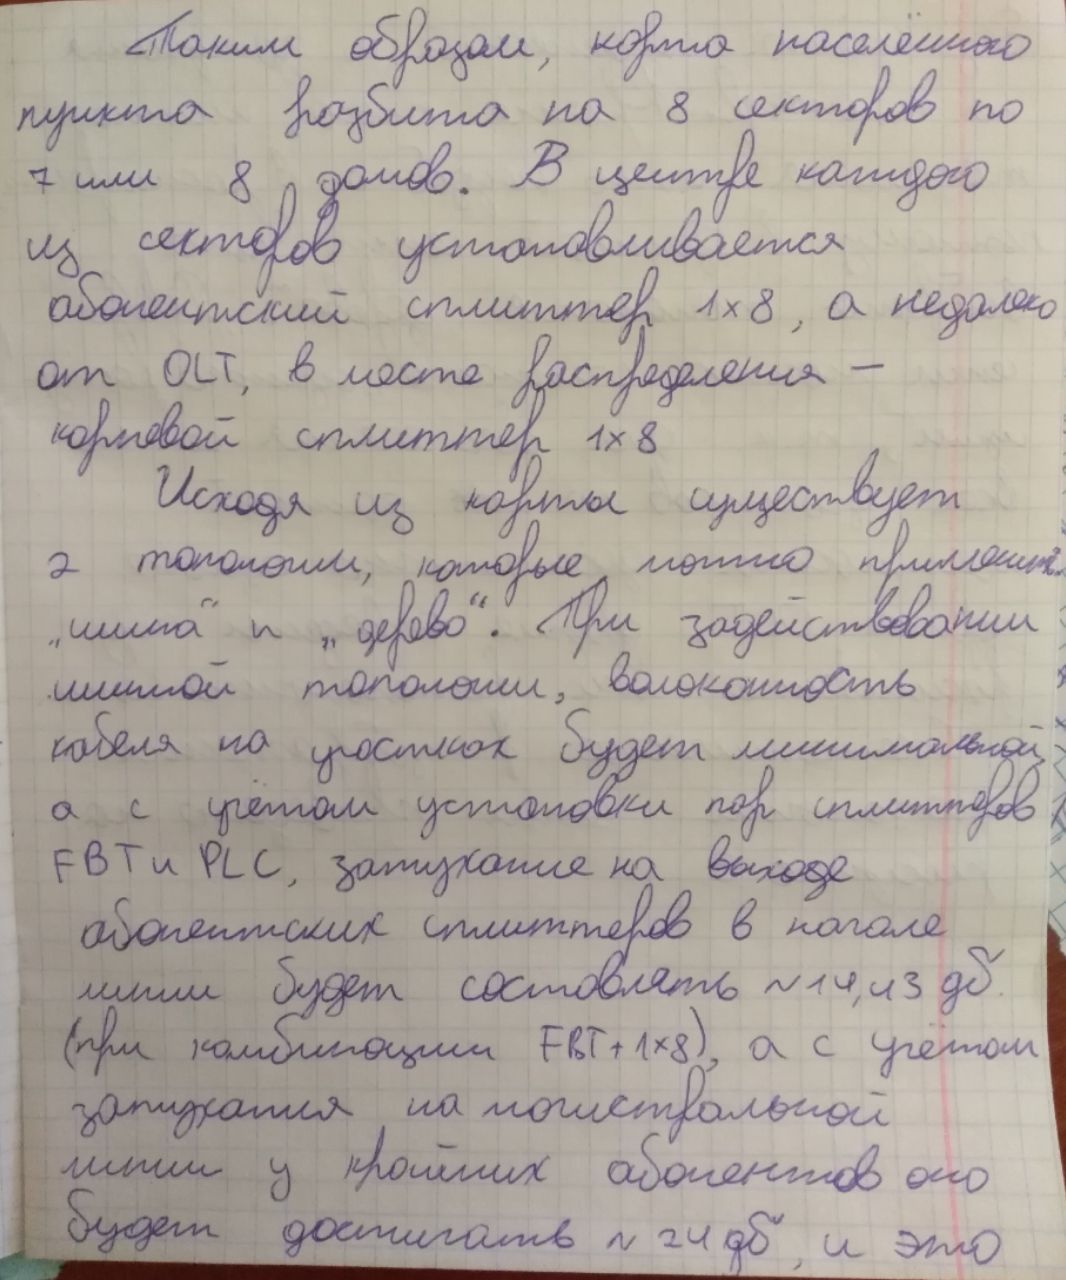 Таким образом, карта населённого
пункта разбита на 8 секторов по
7 или 8 домов. В центре каждого
из секторов устанавливается
абонентский сплиттер 1×8, а недалеко
от OLT, в месте распределения –
корневой сплиттер 1×8
Исходя из карты существует
2 топологии, которые можно применить:
„шина“ и „дерево“. При задействовании
шинной топологии, волоконность
кабеля на участках будет минимальной,
а с учётом установки пар сплиттеров
FBT и PLC, затухание на выходе
абонентских сплиттеров в начале
линии будет составлять ~14,43 дб
(при комбинации FBT+1×8), а с учётом
затухания на магистральной
линии у крайних абонентов оно
будет достигать ~24 дб, и это